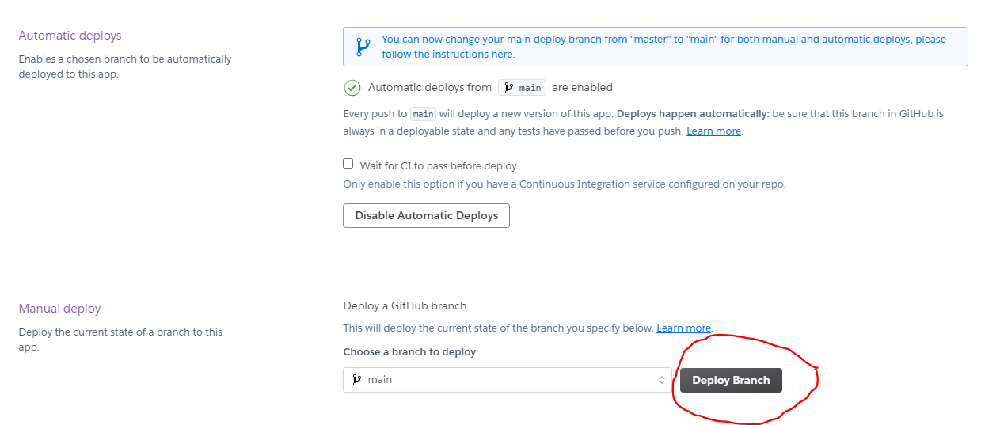 Automatic deploys
Enables a chosen branch to be automatically
deployed to this app.
You can now change your main deploy branch from "master" to "main" for both manual and automatic deploys, please
follow the instructions here.
Automatic deploys from main are enabled
Every push to main will deploy a new version of this app. Deploys happen automatically: be sure that this branch in GitHub is
always in a deployable state and any tests have passed before you push. Learn more.
Wait for CI to pass before deploy
Only enable this option if you have a Continuous Integration service configured on your repo.
Disable Automatic Deploys
Manual deploy
Deploy the current state of a branch to this
app.
Deploy a GitHub branch
This will deploy the current state of the branch you specify below. Learn more.
Choose a branch to deploy
main
Deploy Branch